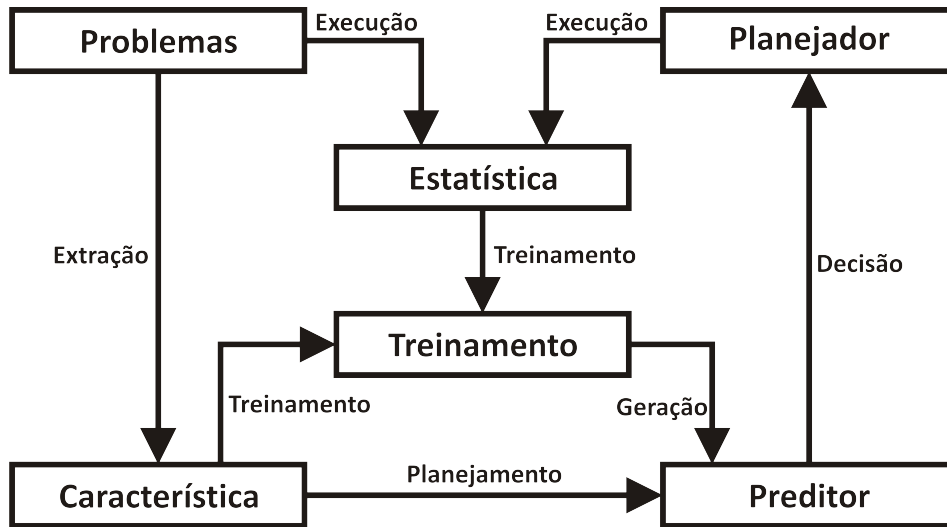 Problemas
Execução
Execução
Planejador
Estatística
Extração
Treinamento
Decisão
Treinamento
Treinamento
Geração
Característica
Planejamento
Preditor